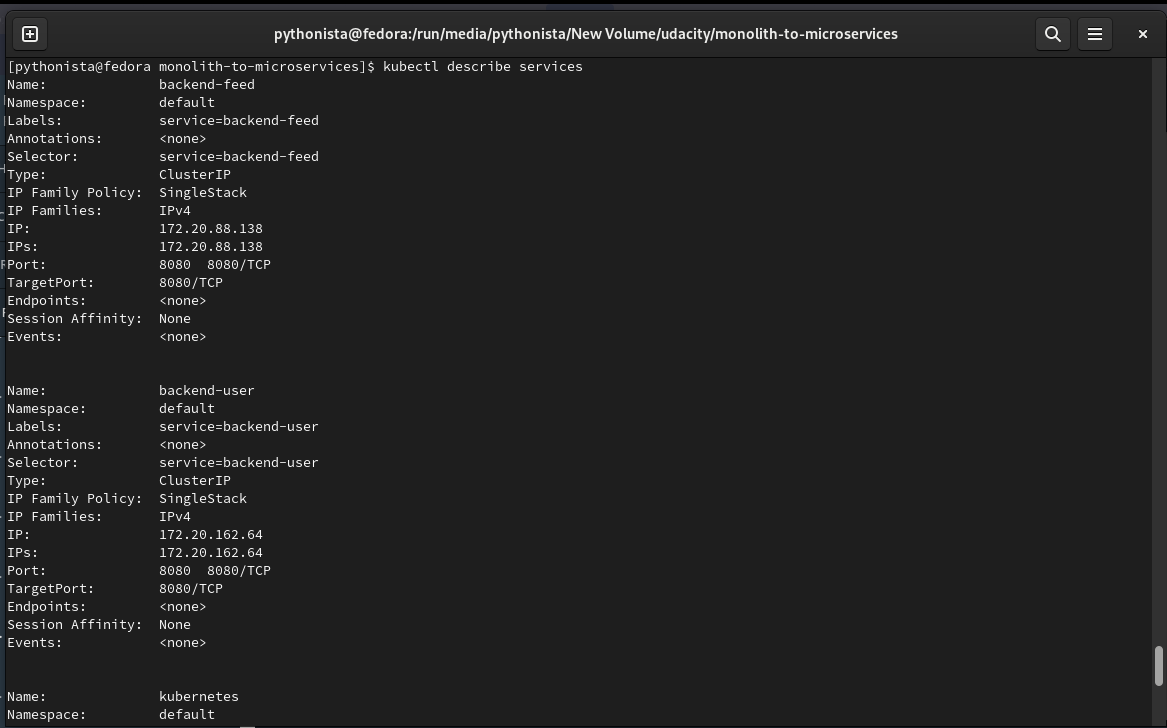 pythonista@fedora:/run/media/pythonista/New Volume/udacity/monolith-to-microservices
[pythonista@fedora monolith-to-microservices]$ kubectl describe services
Name:              backend-feed
Namespace:         default
Labels:            service=backend-feed
Annotations:       <none>
Selector:          service=backend-feed
Type:              ClusterIP
IP Family Policy:  SingleStack
IP Families:       IPv4
IP:                172.20.88.138
IPs:               172.20.88.138
Port:              8080  8080/TCP
TargetPort:        8080/TCP
Endpoints:         <none>
Session Affinity:  None
Events:            <none>
Name:              backend-user
Namespace:         default
Labels:            service=backend-user
Annotations:       <none>
Selector:          service=backend-user
Type:              ClusterIP
IP Family Policy:  SingleStack
IP Families:       IPv4
IP:                172.20.162.64
IPs:               172.20.162.64
Port:              8080  8080/TCP
TargetPort:        8080/TCP
Endpoints:         <none>
Session Affinity:  None
Events:            <none>
Name:              kubernetes
Namespace:         default